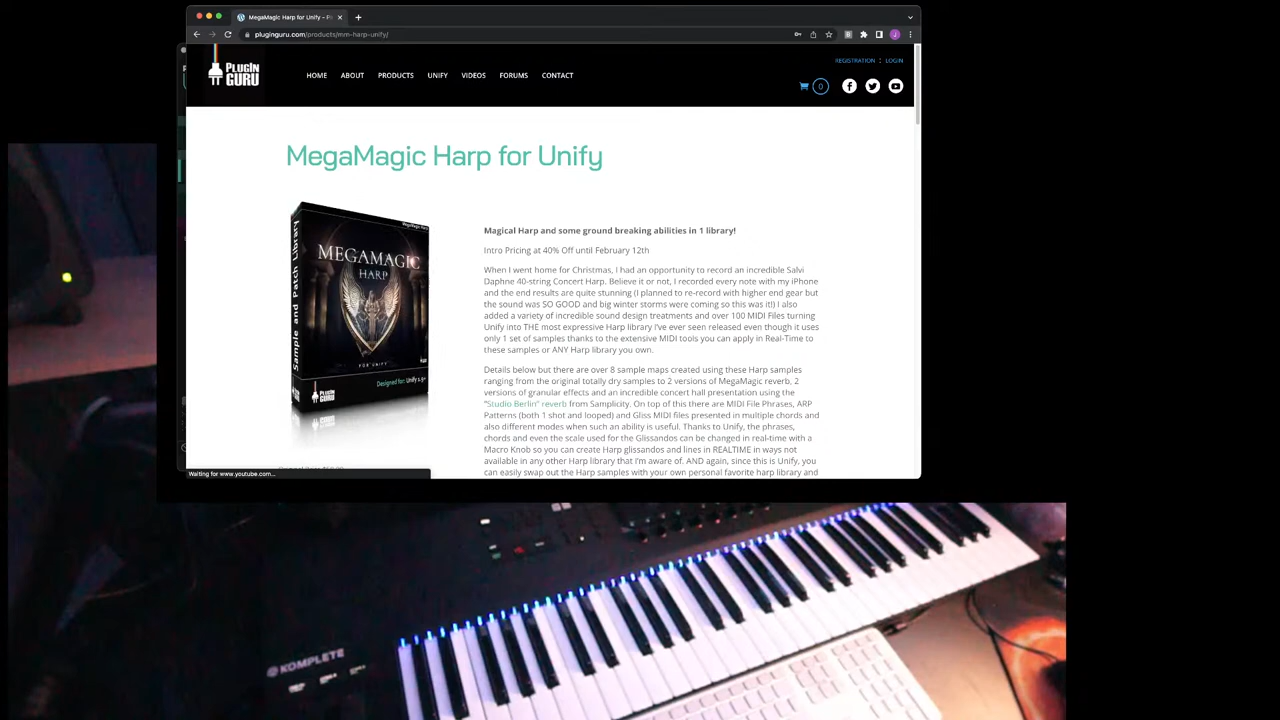 MegaMagic Harp for Unify - Pl
pluginguru.com/products/mm-harp-unify/
REGISTRATION : LOGIN
PLUGIN
GURU
HOME ABOUT PRODUCTS UNIFY VIDEOS FORUMS CONTACT
0
MegaMagic Harp for Unify
MegaMagic Harp
MEGAMAGIC
HARP
FOR UNIFY
Sample and Patch Library
Designed for: Unify 1.5+
PLUGIN
GURU
Magical Harp and some ground breaking abilities in 1 library!
Intro Pricing at 40% Off until February 12th
When I went home for Christmas, I had an opportunity to record an incredible Salvi
Daphne 40-string Concert Harp. Believe it or not, I recorded every note with my iPhone
and the end results are quite stunning (I planned to re-record with higher end gear but
the sound was SO GOOD and big winter storms were coming so this was it!) I also
added a variety of incredible sound design treatments and over 100 MIDI Files turning
Unify into THE most expressive Harp library I've ever seen released even though it uses
only 1 set of samples thanks to the extensive MIDI tools you can apply in Real-Time to
these samples or ANY Harp library you own.
Details below but there are over 8 sample maps created using these Harp samples
ranging from the original totally dry samples to 2 versions of MegaMagic reverb, 2
versions of granular effects and an incredible concert hall presentation using the
"Studio Berlin" reverb from Samplicity. On top of this there are MIDI File Phrases, ARP
Patterns (both 1 shot and looped) and Gliss MIDI files presented in multiple chords and
also different modes when such an ability is useful. Thanks to Unify, the phrases,
chords and even the scale used for the Glissandos can be changed in real-time with a
Macro Knob so you can create Harp glissandos and lines in REALTIME in ways not
available in any other Harp library that I'm aware of. AND again, since this is Unify, you
can easily swap out the Harp samples with your own personal favorite harp library and
Waiting for www.youtube.com...
KOMPLETE